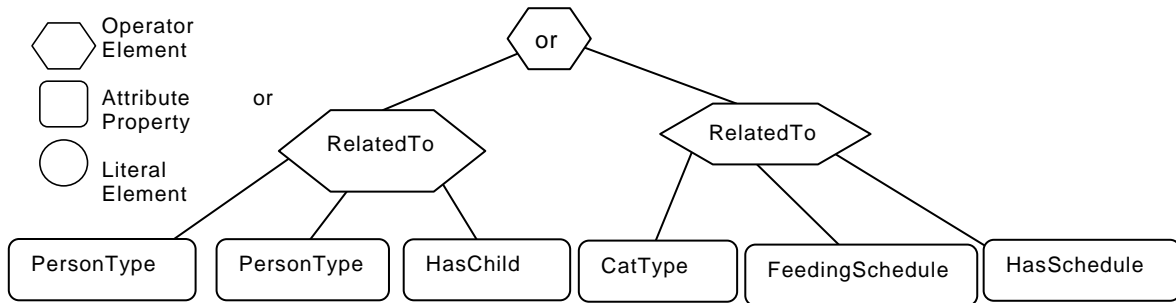 Operator
Element
Attribute or
Property
Literal
Element
or
RelatedTo
RelatedTo
PersonType
PersonType
HasChild
CatType
FeedingSchedule
HasSchedule